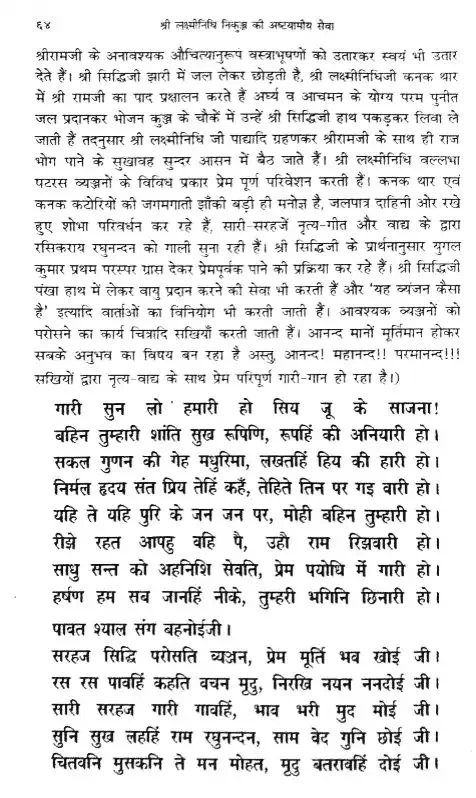 ६४ श्री लक्ष्मीनिधि निकुञ्ज की अष्टयामीय सेवा
श्रीरामजी के अनावश्यक औचित्यानुरूप वस्त्राभूषणों को उतारकर स्वयं भी उतार
देते हैं। श्री सिद्धिजी झारी में जल लेकर छोड़ती हैं, श्री लक्ष्मीनिधिजी कनक थार
में श्री रामजी का पाद प्रक्षालन करते हैं अर्घ्य व आचमन के योग्य परम पुनीत
जल प्रदानकर भोजन कुञ्ज के चौके में उन्हें श्री सिद्धिजी हाथ पकड़कर लिवा ले
जाती हैं तदनुसार श्री लक्ष्मीनिधि जी पाद्यादि ग्रहणकर श्रीरामजी के साथ ही राज
भोग पाने के सुखावह सुन्दर आसन में बैठ जाते हैं। श्री लक्ष्मीनिधि वल्लभा
षटरस व्यञ्जनों के विविध प्रकार प्रेम पूर्ण परिवेशन करती हैं। कनक थार एवं
कनक कटोरियों की जगमगाती झाँकी बड़ी ही मनोज्ञ है, जलपात्र दाहिनी ओर रखे
हुए शोभा परिवर्धन कर रहे हैं, सारी-सरहजें नृत्य-गीत और वाद्य के द्वारा
रसिकराय रघुनन्दन को गाली सुना रही हैं। श्री सिद्धिजी के प्रार्थनानुसार युगल
कुमार प्रथम परस्पर ग्रास देकर प्रेमपूर्वक पाने की प्रक्रिया कर रहे हैं। श्री सिद्धिजी
पंखा हाथ में लेकर वायु प्रदान करने की सेवा भी करती हैं और ‘यह व्यंजन कैसा
है’ इत्यादि वार्ताओं का विनियोग भी करती जाती हैं। आवश्यक व्यञ्जनों को
परोसने का कार्य चित्रादि सखियाँ करती जाती हैं। आनन्द मानों मूर्तिमान होकर
सबके अनुभव का विषय बन रहा है अस्तु, आनन्द! महानन्द!! परमानन्द!!!
सखियों द्वारा नृत्य-वाद्य के साथ प्रेम परिपूर्ण गारी-गान हो रहा है।)
गारी सुन लो हमारी हो सिय जू के साजना!
बहिन तुम्हारी शांति सुख रूपिणि, रूपहिं की अनियारी हो।
सकल गुणन की गेह मधुरिमा, लखतहिं हिय की हारी हो।
निर्मल हृदय संत प्रिय तेहिं कहँ, तेहिते तिन पर गइ वारी हो।
यहि ते यहि पुरि के जन जन पर, मोही बहिन तुम्हारी हो।
रीझे रहत आपहु वहि पै, उहौ राम रिझवारी हो।
साधु सन्त को अहनिशि सेवति, प्रेम पयोधि में गारी हो।
हर्षण हम सब जानहिं नीके, तुम्हरी भगिनि छिनारी हो।
पावत श्याल संग बहनोईजी।
सरहज सिद्धि परोसति व्यञ्जन, प्रेम मूर्ति भव खोई जी।
रस रस पावहिं कहति वचन मृदु, निरखि नयन ननदोई जी।
सारी सरहज गारी गावहिं, भाव भरी मुद मोई जी।
सुनि सुख लहहिं राम रघुनन्दन, साम वेद गुनि छोई जी।
चितवनि मुसकनि ते मन मोहत, मृदु बतरावहिं दोई जी।